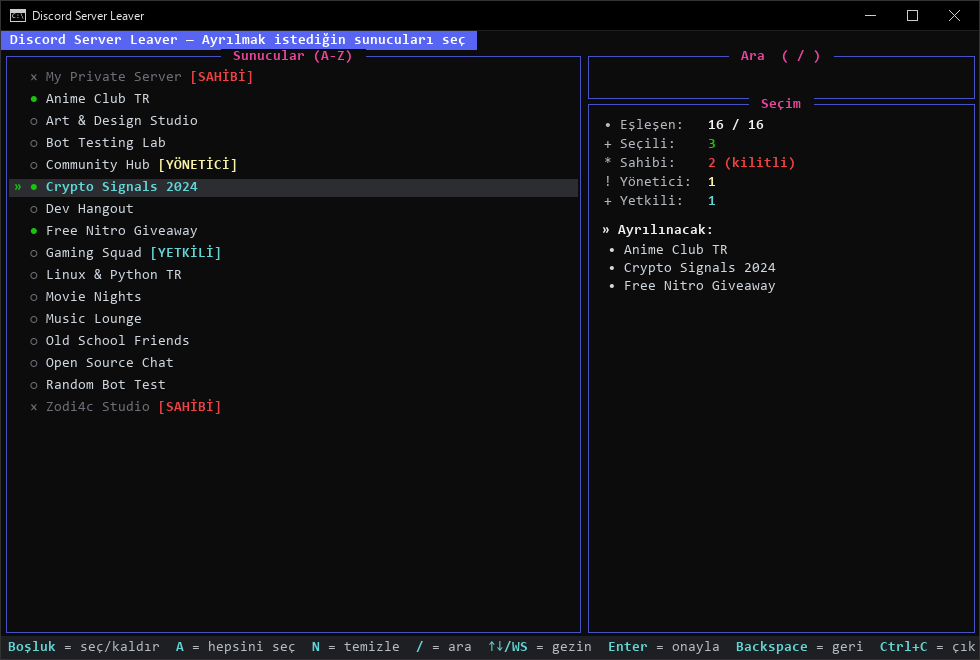 Discord Server Leaver
Discord Server Leaver — Ayrılmak istediğin sunucuları seç
Sunucular (A-Z)
× My Private Server [SAHİBİ]
● Anime Club TR
○ Art & Design Studio
○ Bot Testing Lab
○ Community Hub [YÖNETİCİ]
» ● Crypto Signals 2024
○ Dev Hangout
● Free Nitro Giveaway
○ Gaming Squad [YETKİLİ]
○ Linux & Python TR
○ Movie Nights
○ Music Lounge
○ Old School Friends
○ Open Source Chat
○ Random Bot Test
× Zodi4c Studio [SAHİBİ]
Ara ( / )
Seçim
• Eşleşen: 16 / 16
+ Seçili: 3
* Sahibi: 2 (kilitli)
! Yönetici: 1
+ Yetkili: 1
» Ayrılınacak:
• Anime Club TR
• Crypto Signals 2024
• Free Nitro Giveaway
Boşluk = seç/kaldır A = hepsini seç N = temizle / = ara ↑↓/WS = gezin Enter = onayla Backspace = geri Ctrl+C = çık